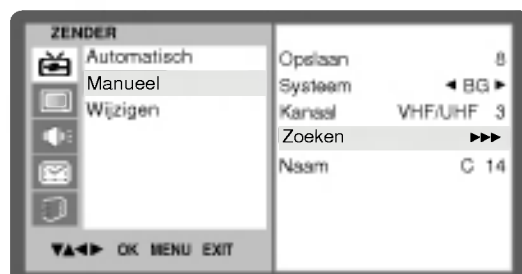 ZENDER
Automatisch
Manueel
Wijzigen
▼▲◀▶ OK MENU EXIT
Opslaan 8
Systeem ◀ BG ▶
Kanaal VHF/UHF 3
Zoeken ▶▶▶
Naam C 14